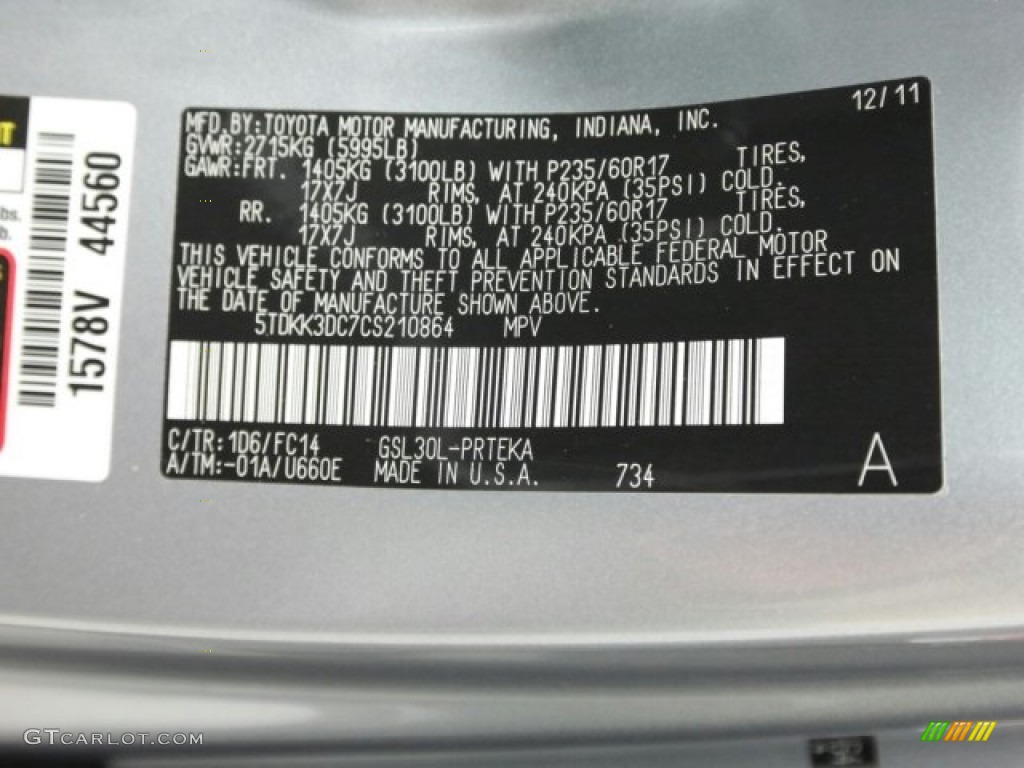 12/11
MFD.BY:TOYOTA MOTOR MANUFACTURING, INDIANA, INC.
GVWR:2715KG (5995LB)
GAWR:FRT. 1405KG (3100LB) WITH P235/60R17 TIRES,
17X7J RIMS, AT 240KPA (35PSI) COLD.
RR. 1405KG (3100LB) WITH P235/60R17 TIRES,
17X7J RIMS, AT 240KPA (35PSI) COLD.
THIS VEHICLE CONFORMS TO ALL APPLICABLE FEDERAL MOTOR
VEHICLE SAFETY AND THEFT PREVENTION STANDARDS IN EFFECT ON
THE DATE OF MANUFACTURE SHOWN ABOVE.
5TDKK3DC7CS210864 MPV
C/TR:1D6/FC14 GSL30L-PRTEKA
A/TM:-01A/U660E MADE IN U.S.A. 734
A
1578V 44560
lbs.
b.
GTCARLOT.COM